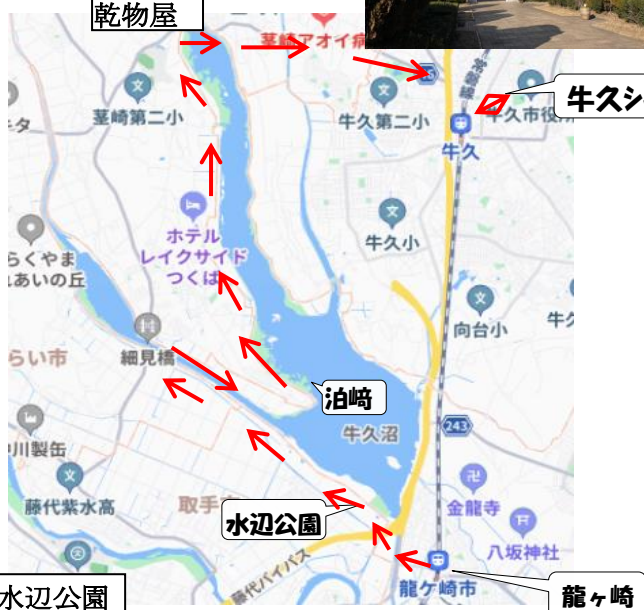 乾物屋
茎崎アオイ病
常磐線
茎崎第二小
牛久第二小
牛久市役所
牛久シ
牛久
ホテル
レイクサイド
つくば
牛久小
らくやま
れあいの丘
向台小
牛久
らい市
細見橋
泊﨑
牛久沼
243
川製缶
藤代紫水高
取手
水辺公園
金龍寺
八坂神社
藤代バイパス
龍ケ崎市
龍ヶ崎
水辺公園